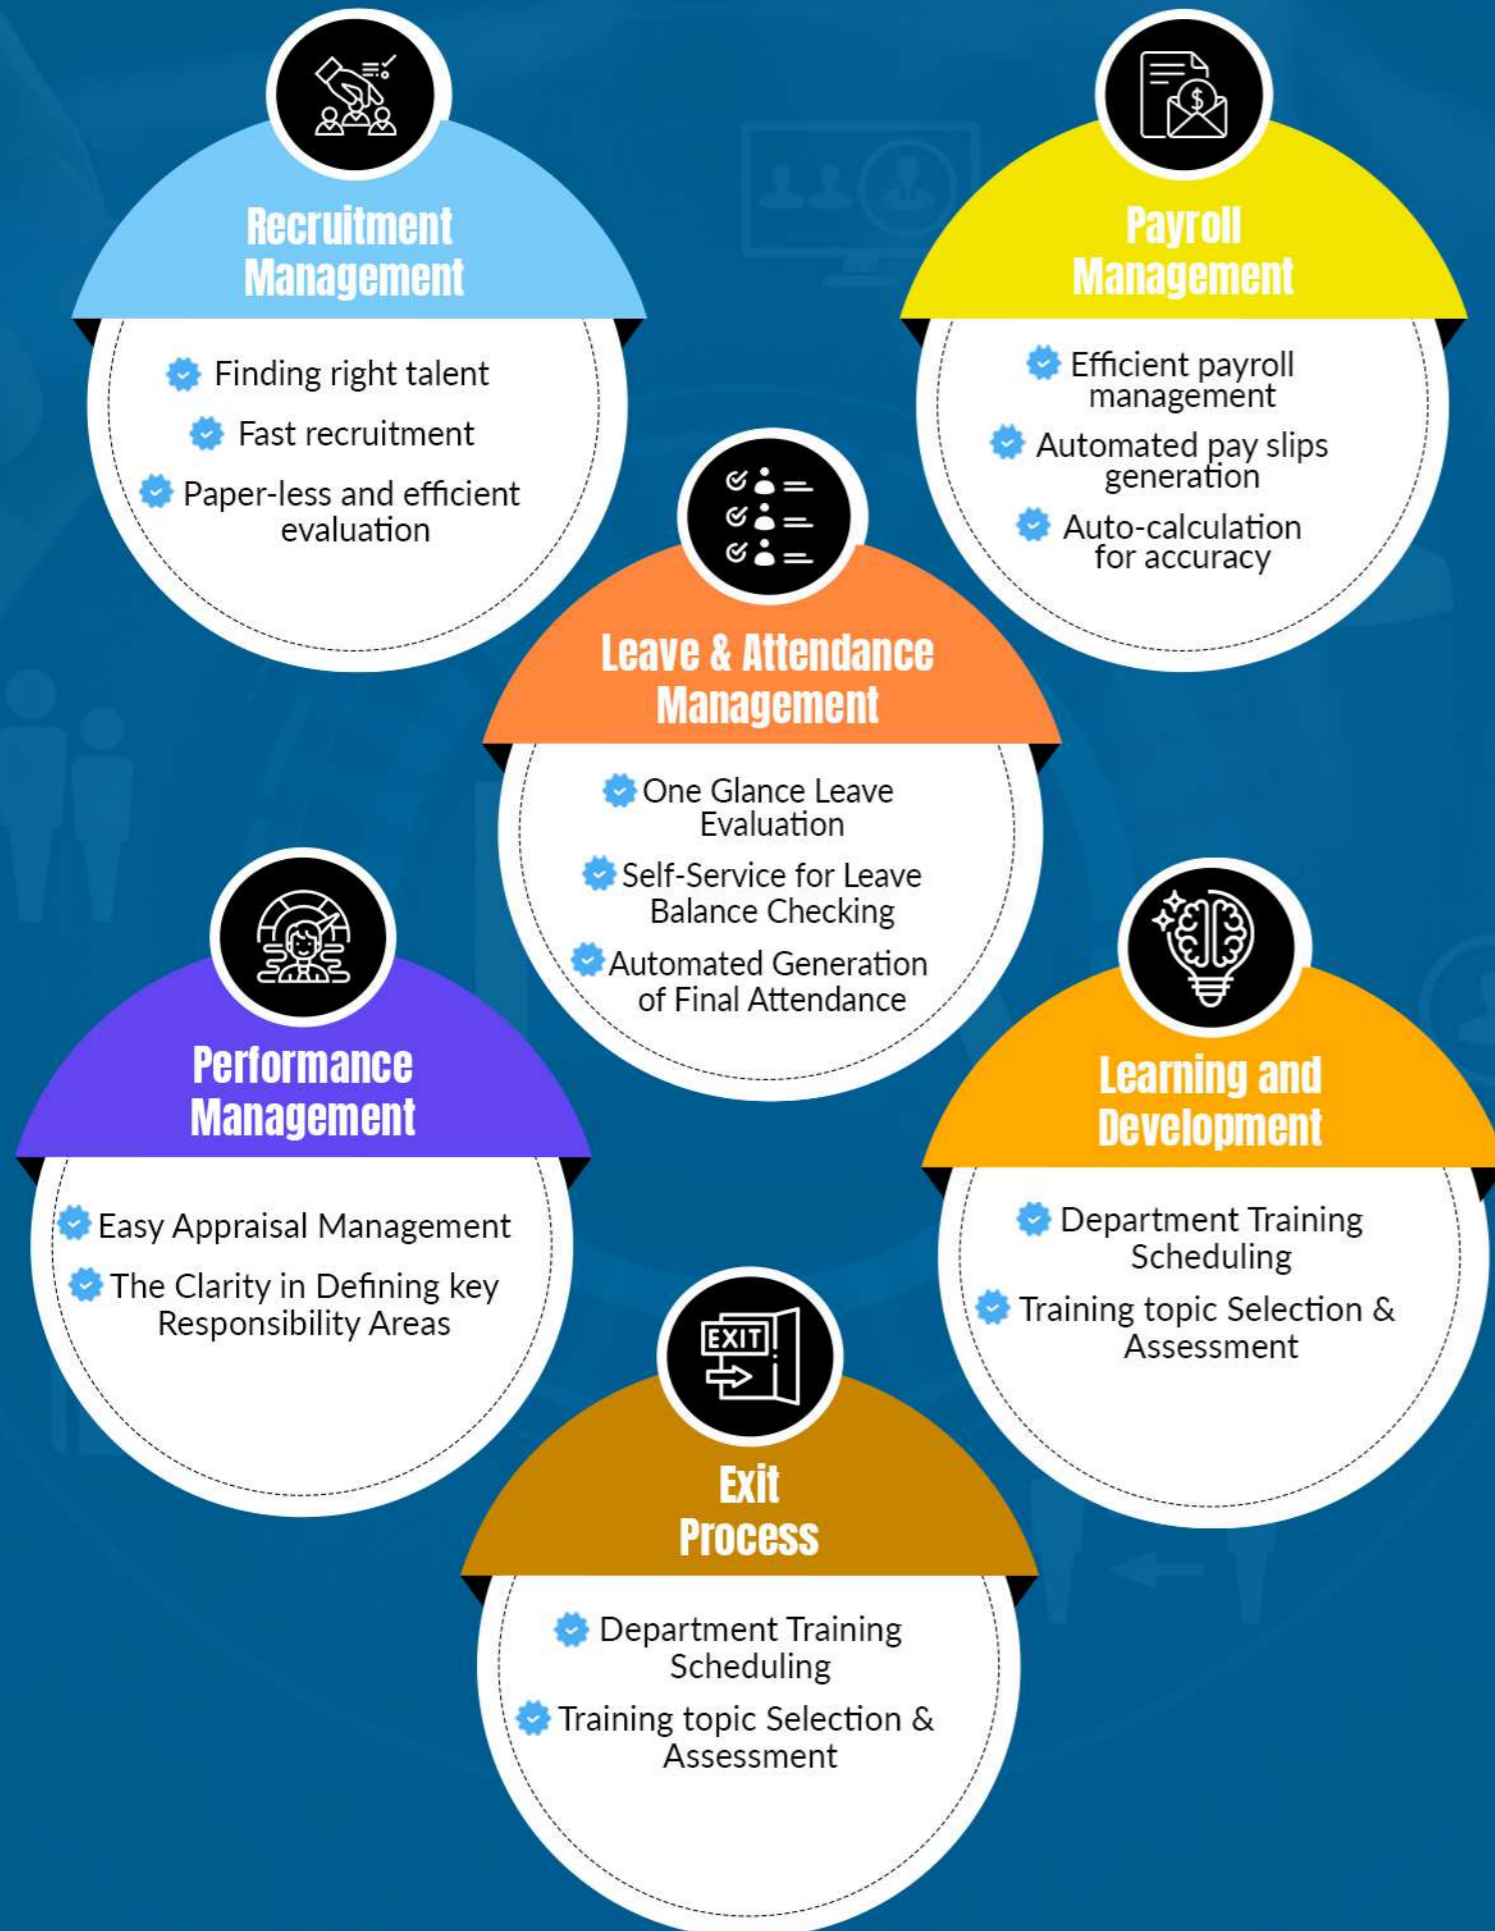 Recruitment
Management
Finding right talent
Fast recruitment
Paper-less and efficient
evaluation
Payroll
Management
Efficient payroll
management
Automated pay slips
generation
Auto-calculation
for accuracy
Leave & Attendance
Management
One Glance Leave
Evaluation
Self-Service for Leave
Balance Checking
Automated Generation
of Final Attendance
Performance
Management
Easy Appraisal Management
The Clarity in Defining key
Responsibility Areas
Learning and
Development
Department Training
Scheduling
Training topic Selection &
Assessment
EXIT
Exit
Process
Department Training
Scheduling
Training topic Selection &
Assessment